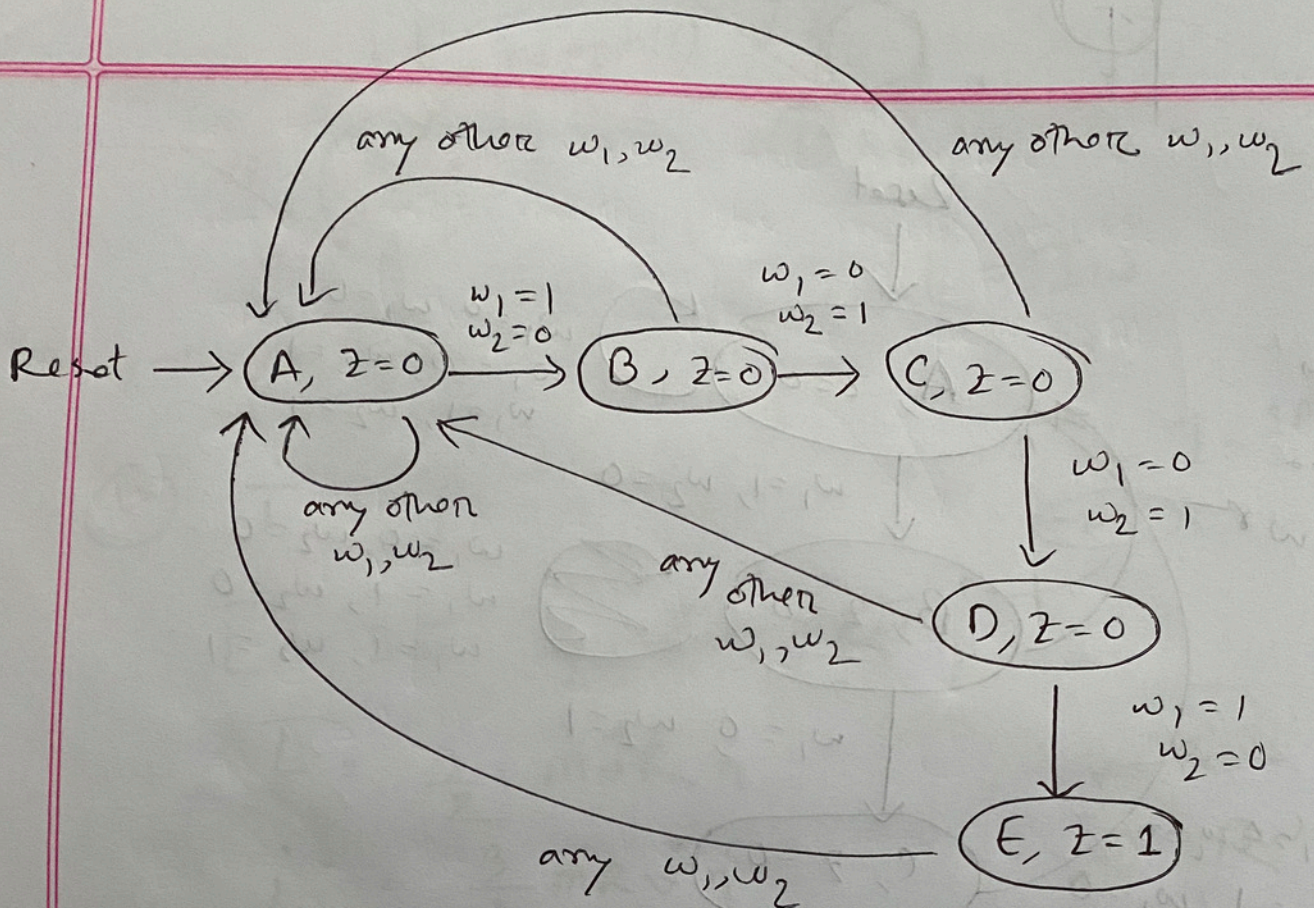 any other w₁,w₂
any other w₁,w₂
w₁=1
w₂=0
w₁=0
w₂=1
Reset
A, Z=0
B, Z=0
C, Z=0
any other
w₁,w₂
w₁=0
w₂=1
any
other
w₁,w₂
D, Z=0
w₁=1
w₂=0
E, Z=1
any w₁,w₂